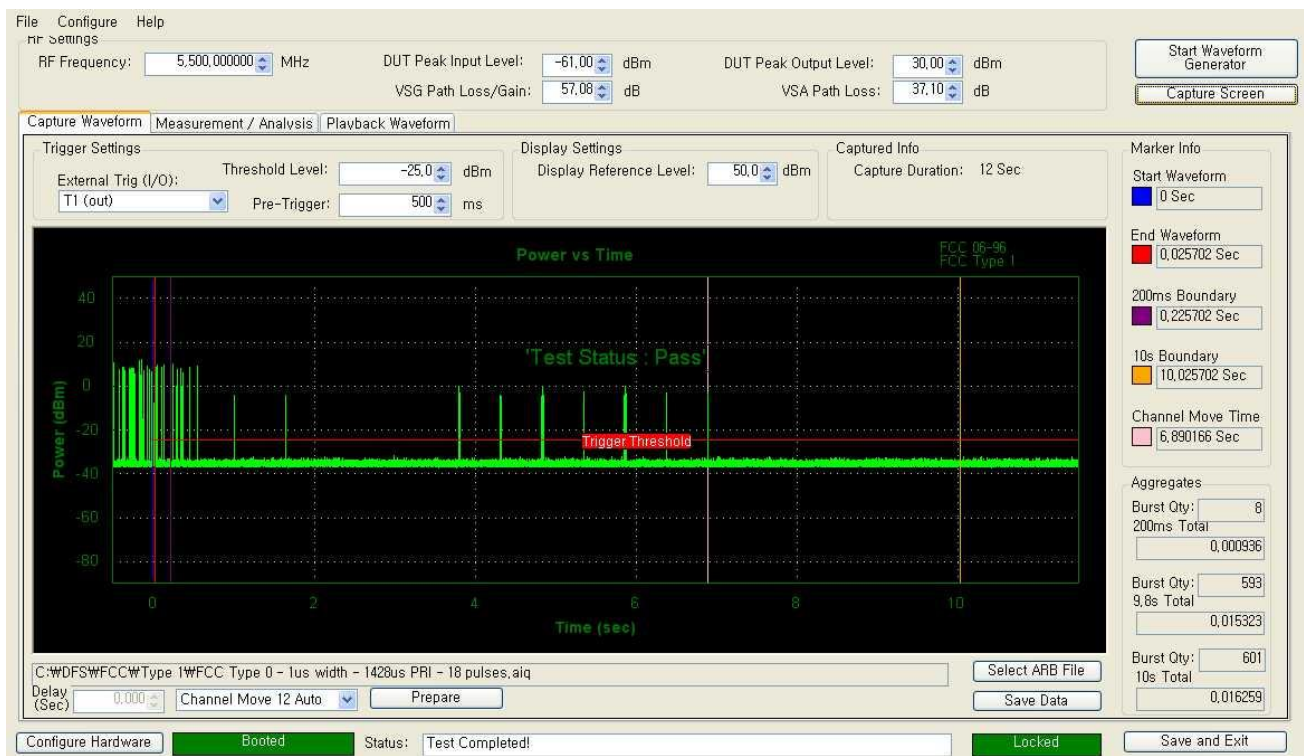 File Configure Help
RF Settings
RF Frequency: 5,500,000000 MHz
DUT Peak Input Level: -61,00 dBm
DUT Peak Output Level: 30,00 dBm
VSG Path Loss/Gain: 57,08 dB
VSA Path Loss: 37,10 dB
Start Waveform
Generator
Capture Screen
Capture Waveform Measurement / Analysis Playback Waveform
Trigger Settings
External Trig (I/O):
T1 (out)
Threshold Level: -25,0 dBm
Pre-Trigger: 500 ms
Display Settings
Display Reference Level: 50,0 dBm
Captured Info
Capture Duration: 12 Sec
Marker Info
Start Waveform
0 Sec
End Waveform
0,025702 Sec
200ms Boundary
0,225702 Sec
10s Boundary
10,025702 Sec
Channel Move Time
6,890166 Sec
Power vs Time
FCC 06-96
FCC Type 1
'Test Status : Pass'
Trigger Threshold
Power (dBm)
40
20
0
-20
-40
-60
-80
0 2 4 6 8 10
Time (sec)
Aggregates
Burst Qty: 8
200ms Total
0,000936
Burst Qty: 593
9,8s Total
0,015323
Burst Qty: 601
10s Total
0,016259
C:₩DFS₩FCC₩Type 1₩FCC Type 0 - 1us width - 1428us PRI - 18 pulses,aiq
Select ARB File
Delay
(Sec) 0,000 Channel Move 12 Auto Prepare
Save Data
Configure Hardware Booted Status: Test Completed! Locked Save and Exit